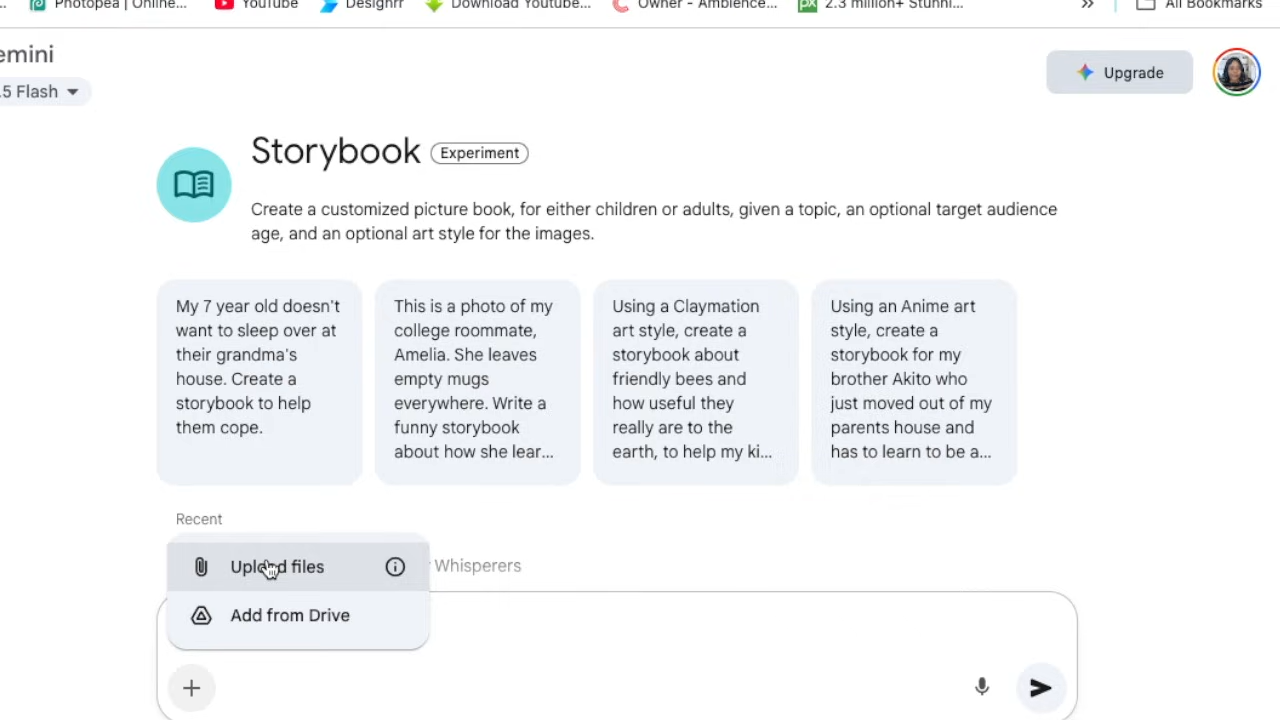 Photopea | Online...
YouTube
Designrr
Download Youtube...
Owner - Ambience...
px
2.3 million+ Stunni...
»
All Bookmarks
emini
.5 Flash
Upgrade
Storybook
Experiment
Create a customized picture book, for either children or adults, given a topic, an optional target audience
age, and an optional art style for the images.
My 7 year old doesn't
want to sleep over at
their grandma's
house. Create a
storybook to help
them cope.
This is a photo of my
college roommate,
Amelia. She leaves
empty mugs
everywhere. Write a
funny storybook
about how she lear...
Using a Claymation
art style, create a
storybook about
friendly bees and
how useful they
really are to the
earth, to help my ki...
Using an Anime art
style, create a
storybook for my
brother Akito who
just moved out of my
parents house and
has to learn to be a...
Recent
Upload files
Whisperers
Add from Drive